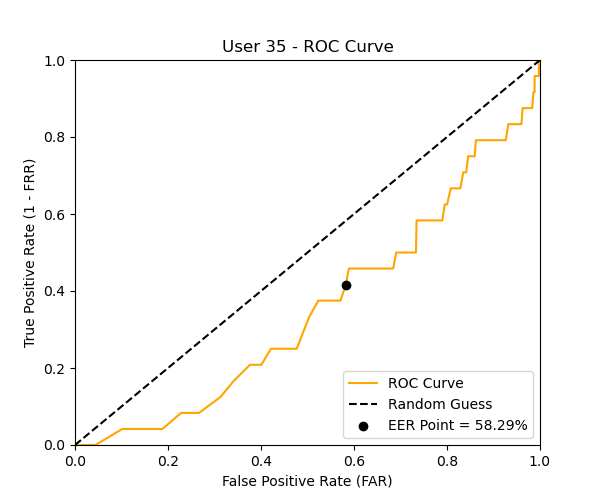 User 35 - ROC Curve
True Positive Rate (1 - FRR)
1.0
0.8
0.6
0.4
0.2
0.0
0.0 0.2 0.4 0.6 0.8 1.0
False Positive Rate (FAR)
ROC Curve
Random Guess
EER Point = 58.29%